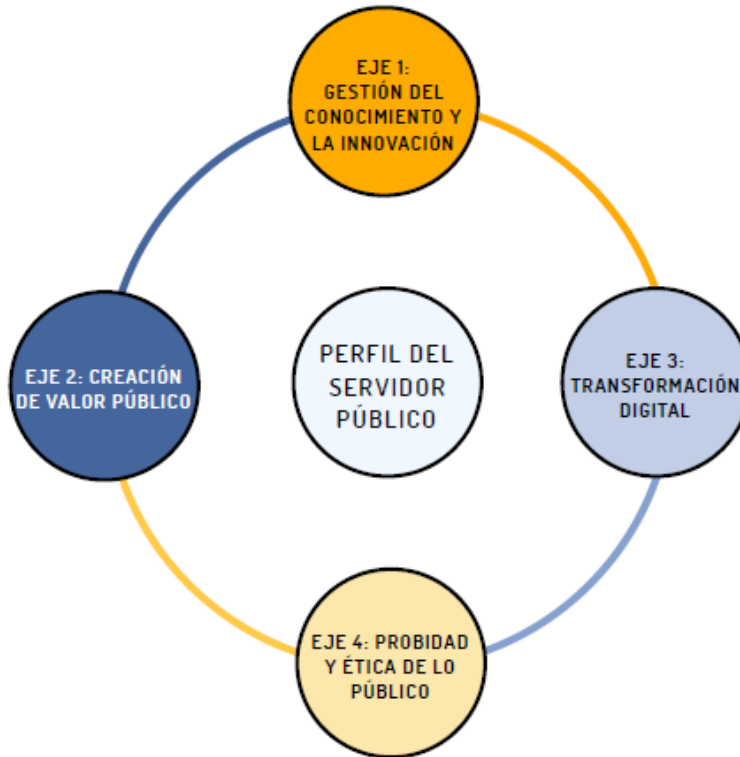 EJE 1:
GESTIÓN DEL
CONOCIMIENTO Y
LA INNOVACIÓN
EJE 2: CREACIÓN
DE VALOR PÚBLICO
PERFIL DEL
SERVIDOR
PÚBLICO
EJE 3:
TRANSFORMACIÓN
DIGITAL
EJE 4: PROBIDAD
Y ÉTICA DE LO
PÚBLICO